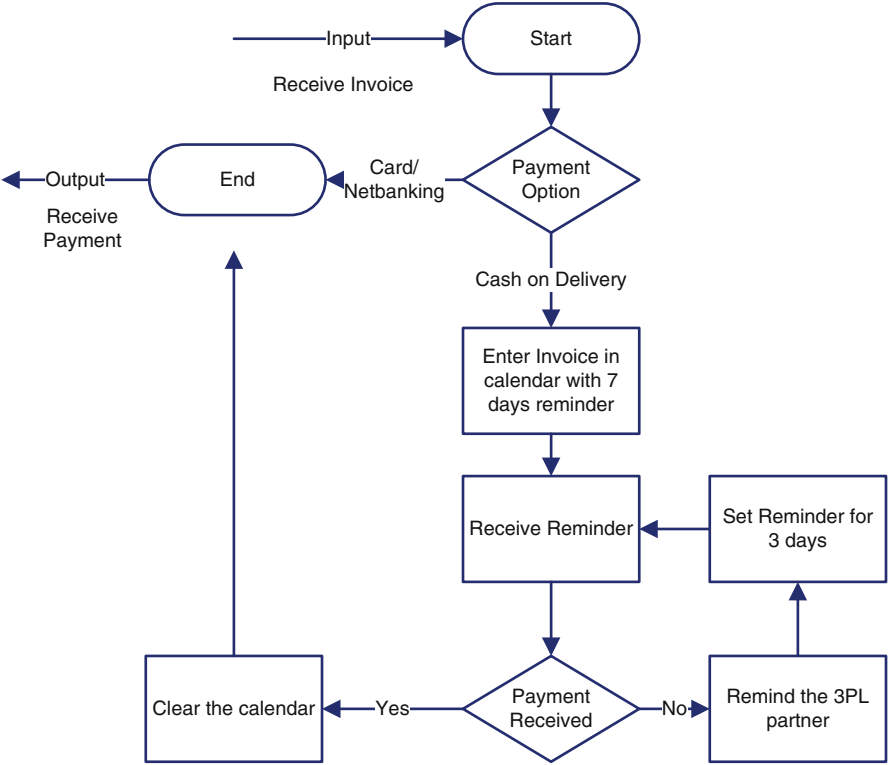 Input
Start
Receive Invoice
Payment
Option
Card/
Netbanking
End
Output
Receive
Payment
Cash on Delivery
Enter Invoice in
calendar with 7
days reminder
Receive Reminder
Set Reminder for
3 days
Payment
Received
Yes
Clear the calendar
No
Remind the 3PL
partner